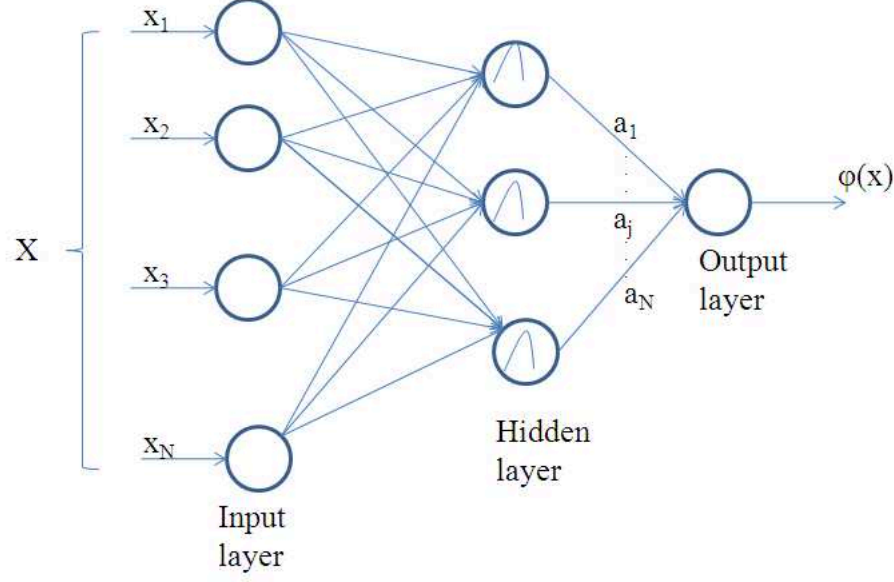 x1
x2
X
x3
xN
Input
layer
Hidden
layer
a1
aj
aN
Output
layer
φ(x)